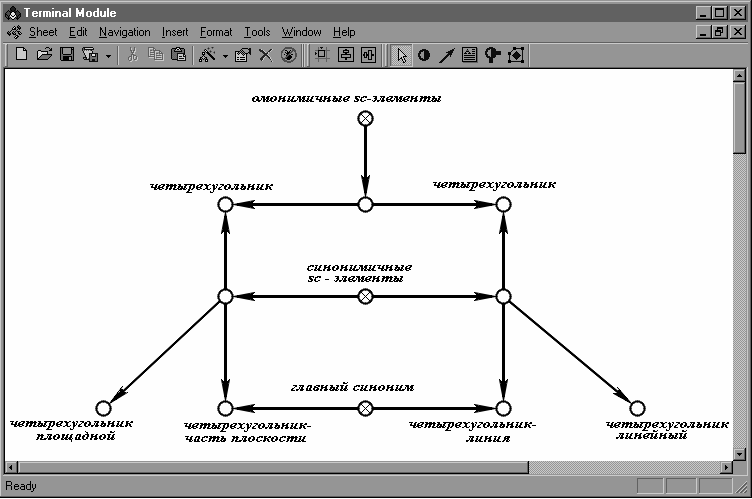 Terminal Module
Sheet Edit Navigation Insert Format Tools Window Help
омонимичные sc-элементы
четырехугольник
четырехугольник
синонимичные
sc - элементы
главный синоним
четырехугольник
площадной
четырехугольник-
часть плоскости
четырехугольник-
линия
четырехугольник
линейный
Ready